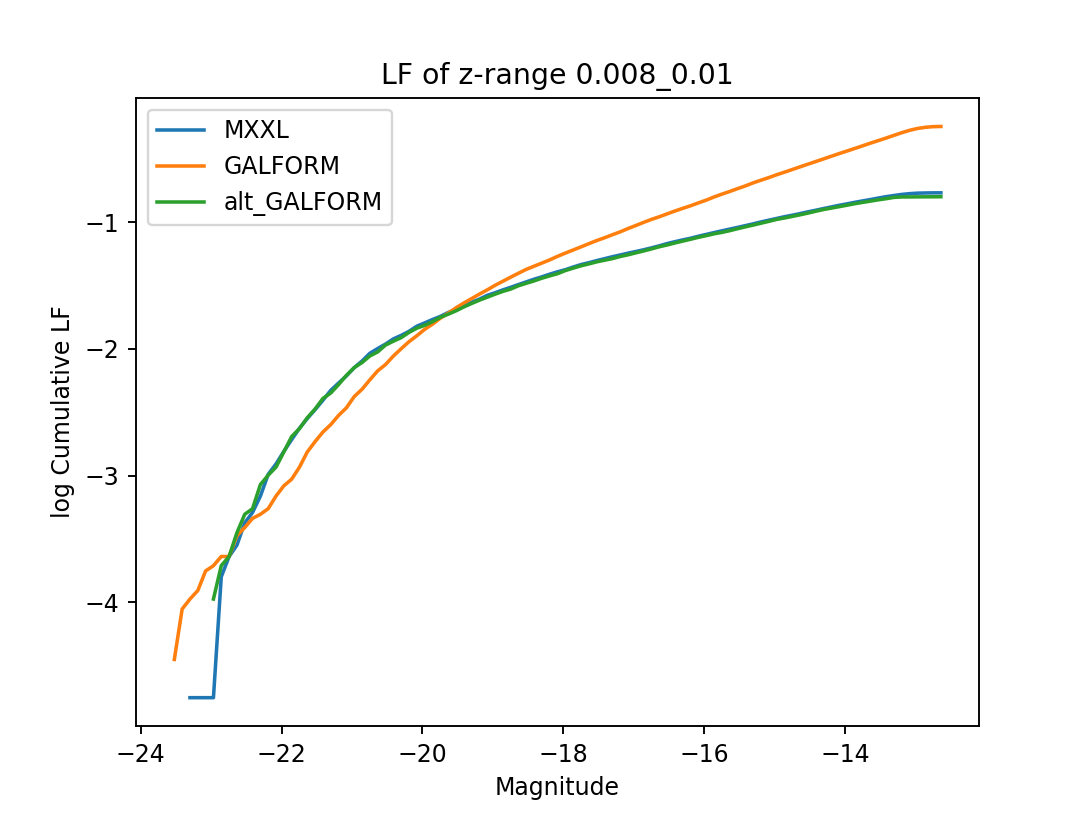 LF of z-range 0.008_0.01
MXXL
GALFORM
alt_GALFORM
−1
−2
−3
−4
log Cumulative LF
−24 −22 −20 −18 −16 −14
Magnitude